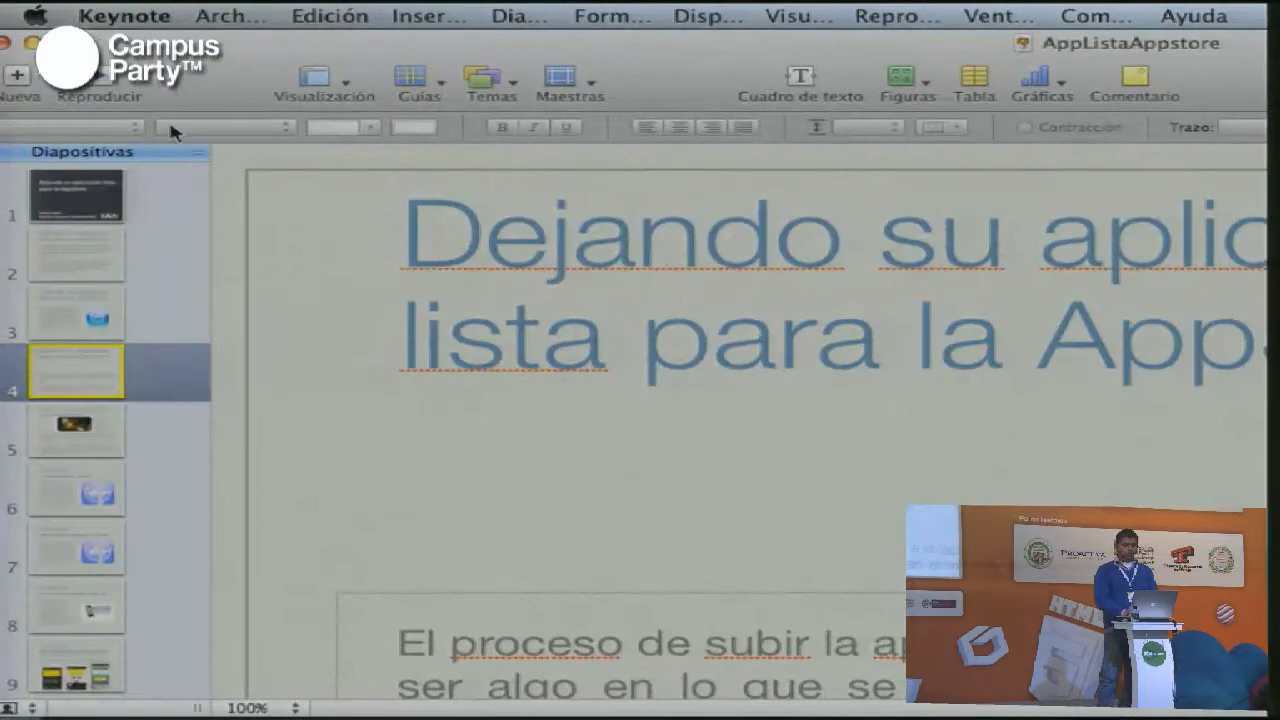 Keynote Arch... Edición Inser... Dia... Form... Disp... Visu... Repro... Vent... Com... Ayuda
Campus
Party™
AppListaAppstore
Nueva Reproducir Visualización Guías Temas Maestras Cuadro de texto Figuras Tabla Gráficas Comentario
B I U Contracción Trazo:
Diapositivas
1
2
3
4
5
6
7
8
9
Dejando su aplic
lista para la App
El proceso de subir la ap
ser algo en lo que se
100%